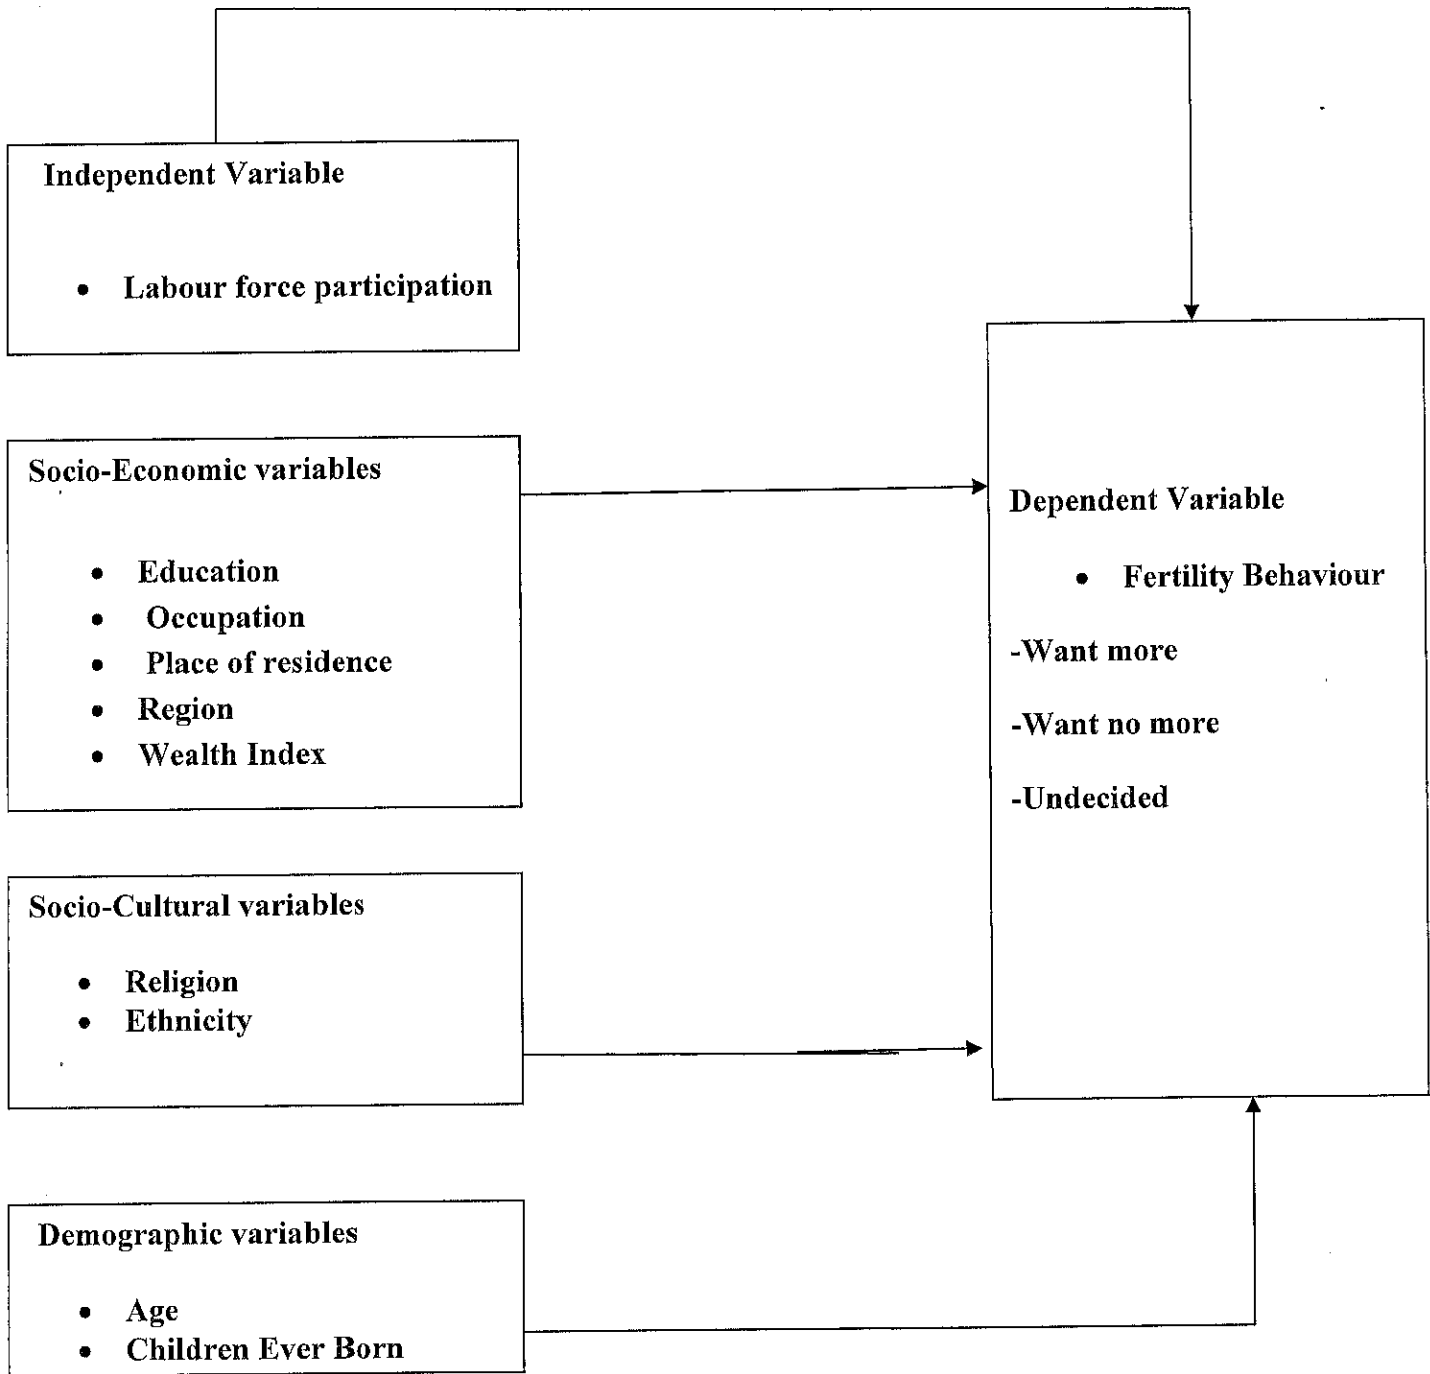 Independent Variable
• Labour force participation
Socio-Economic variables
• Education
• Occupation
• Place of residence
• Region
• Wealth Index
Socio-Cultural variables
• Religion
• Ethnicity
Demographic variables
• Age
• Children Ever Born
Dependent Variable
• Fertility Behaviour
-Want more
-Want no more
-Undecided